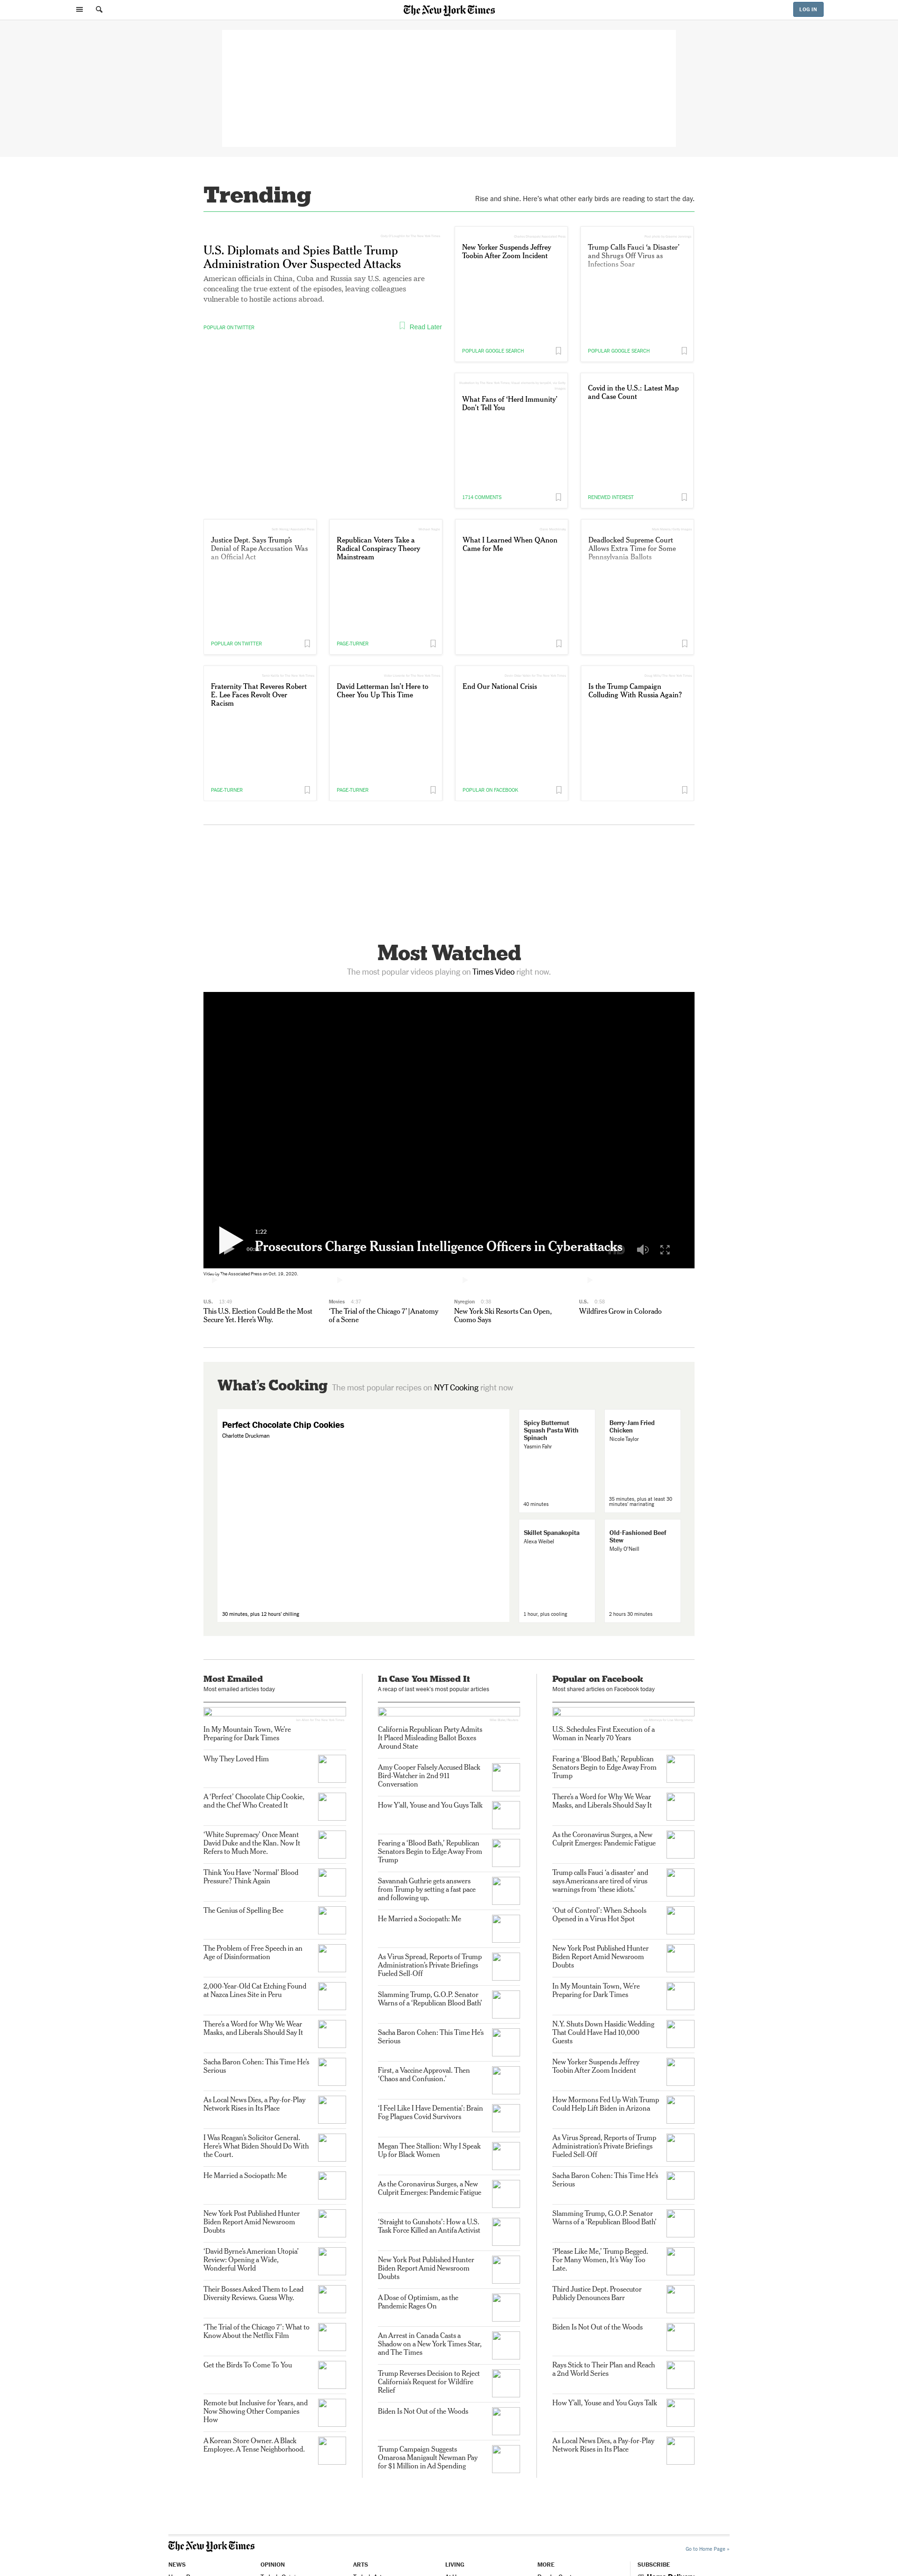 The New York Times
LOG IN
Trending
Rise and shine. Here's what other early birds are reading to start the day.
U.S. Diplomats and Spies Battle Trump
Administration Over Suspected Attacks
American officials in China, Cuba and Russia say U.S. agencies are
concealing the true extent of the episodes, leaving colleagues
vulnerable to hostile actions abroad.
POPULAR ON TWITTER
Read Later
New Yorker Suspends Jeffrey
Toobin After Zoom Incident
POPULAR GOOGLE SEARCH
Trump Calls Fauci 'a Disaster'
and Shrugs Off Virus as
Infections Soar
POPULAR GOOGLE SEARCH
What Fans of 'Herd Immunity'
Don't Tell You
1714 COMMENTS
Covid in the U.S.: Latest Map
and Case Count
RENEWED INTEREST
Justice Dept. Says Trump's
Denial of Rape Accusation Was
an Official Act
POPULAR ON TWITTER
Republican Voters Take a
Radical Conspiracy Theory
Mainstream
PAGE-TURNER
What I Learned When QAnon
Came for Me
Deadlocked Supreme Court
Allows Extra Time for Some
Pennsylvania Ballots
Fraternity That Reveres Robert
E. Lee Faces Revolt Over
Racism
PAGE-TURNER
David Letterman Isn't Here to
Cheer You Up This Time
PAGE-TURNER
End Our National Crisis
POPULAR ON FACEBOOK
Is the Trump Campaign
Colluding With Russia Again?
Most Watched
The most popular videos playing on Times Video right now.
1:22
Prosecutors Charge Russian Intelligence Officers in Cyberattacks
Video by The Associated Press on Oct. 19, 2020.
U.S. 15:49
This U.S. Election Could Be the Most
Secure Yet. Here's Why.
Movies 4:37
'The Trial of the Chicago 7' | Anatomy
of a Scene
Nyregion 0:36
New York Ski Resorts Can Open,
Cuomo Says
U.S. 0:58
Wildfires Grow in Colorado
What's Cooking The most popular recipes on NYT Cooking right now
Perfect Chocolate Chip Cookies
Charlotte Druckman
30 minutes, plus 12 hours' chilling
Spicy Butternut
Squash Pasta With
Spinach
Yasmin Fahr
40 minutes
Berry-Jam Fried
Chicken
Nicole Taylor
35 minutes, plus at least 30
minutes' marinating
Skillet Spanakopita
Alexa Weibel
1 hour, plus cooling
Old-Fashioned Beef
Stew
Molly O'Neill
2 hours 30 minutes
Most Emailed
Most emailed articles today
In My Mountain Town, We're
Preparing for Dark Times
Why They Loved Him
A 'Perfect' Chocolate Chip Cookie,
and the Chef Who Created It
'White Supremacy' Once Meant
David Duke and the Klan. Now It
Refers to Much More.
Think You Have 'Normal' Blood
Pressure? Think Again
The Genius of Spelling Bee
The Problem of Free Speech in an
Age of Disinformation
2,000-Year-Old Cat Etching Found
at Nazca Lines Site in Peru
There's a Word for Why We Wear
Masks, and Liberals Should Say It
Sacha Baron Cohen: This Time He's
Serious
As Local News Dies, a Pay-for-Play
Network Rises in Its Place
I Was Reagan's Solicitor General.
Here's What Biden Should Do With
the Court.
He Married a Sociopath: Me
New York Post Published Hunter
Biden Report Amid Newsroom
Doubts
'David Byrne's American Utopia'
Review: Opening a Wide,
Wonderful World
Their Bosses Asked Them to Lead
Diversity Reviews. Guess Why.
'The Trial of the Chicago 7': What to
Know About the Netflix Film
Get the Birds To Come To You
Remote but Inclusive for Years, and
Now Showing Other Companies
How
A Korean Store Owner. A Black
Employee. A Tense Neighborhood.
In Case You Missed It
A recap of last week's most popular articles
California Republican Party Admits
It Placed Misleading Ballot Boxes
Around State
Amy Cooper Falsely Accused Black
Bird-Watcher in 2nd 911
Conversation
How Y'all, Youse and You Guys Talk
Fearing a 'Blood Bath,' Republican
Senators Begin to Edge Away From
Trump
Savannah Guthrie gets answers
from Trump by setting a fast pace
and following up.
He Married a Sociopath: Me
As Virus Spread, Reports of Trump
Administration's Private Briefings
Fueled Sell-Off
Slamming Trump, G.O.P. Senator
Warns of a 'Republican Blood Bath'
Sacha Baron Cohen: This Time He's
Serious
First, a Vaccine Approval. Then
'Chaos and Confusion.'
'I Feel Like I Have Dementia': Brain
Fog Plagues Covid Survivors
Megan Thee Stallion: Why I Speak
Up for Black Women
As the Coronavirus Surges, a New
Culprit Emerges: Pandemic Fatigue
'Straight to Gunshots': How a U.S.
Task Force Killed an Antifa Activist
New York Post Published Hunter
Biden Report Amid Newsroom
Doubts
A Dose of Optimism, as the
Pandemic Rages On
An Arrest in Canada Casts a
Shadow on a New York Times Star,
and The Times
Trump Reverses Decision to Reject
California's Request for Wildfire
Relief
Biden Is Not Out of the Woods
Trump Campaign Suggests
Omarosa Manigault Newman Pay
for $1 Million in Ad Spending
Popular on Facebook
Most shared articles on Facebook today
U.S. Schedules First Execution of a
Woman in Nearly 70 Years
Fearing a 'Blood Bath,' Republican
Senators Begin to Edge Away From
Trump
There's a Word for Why We Wear
Masks, and Liberals Should Say It
As the Coronavirus Surges, a New
Culprit Emerges: Pandemic Fatigue
Trump calls Fauci 'a disaster' and
says Americans are tired of virus
warnings from 'these idiots.'
'Out of Control': When Schools
Opened in a Virus Hot Spot
New York Post Published Hunter
Biden Report Amid Newsroom
Doubts
In My Mountain Town, We're
Preparing for Dark Times
N.Y. Shuts Down Hasidic Wedding
That Could Have Had 10,000
Guests
New Yorker Suspends Jeffrey
Toobin After Zoom Incident
How Mormons Fed Up With Trump
Could Help Lift Biden in Arizona
As Virus Spread, Reports of Trump
Administration's Private Briefings
Fueled Sell-Off
Sacha Baron Cohen: This Time He's
Serious
Slamming Trump, G.O.P. Senator
Warns of a 'Republican Blood Bath'
'Please Like Me,' Trump Begged.
For Many Women, It's Way Too
Late.
Third Justice Dept. Prosecutor
Publicly Denounces Barr
Biden Is Not Out of the Woods
Rays Stick to Their Plan and Reach
a 2nd World Series
How Y'all, Youse and You Guys Talk
As Local News Dies, a Pay-for-Play
Network Rises in Its Place
The New York Times
Go to Home Page »
NEWS
OPINION
ARTS
LIVING
MORE
SUBSCRIBE